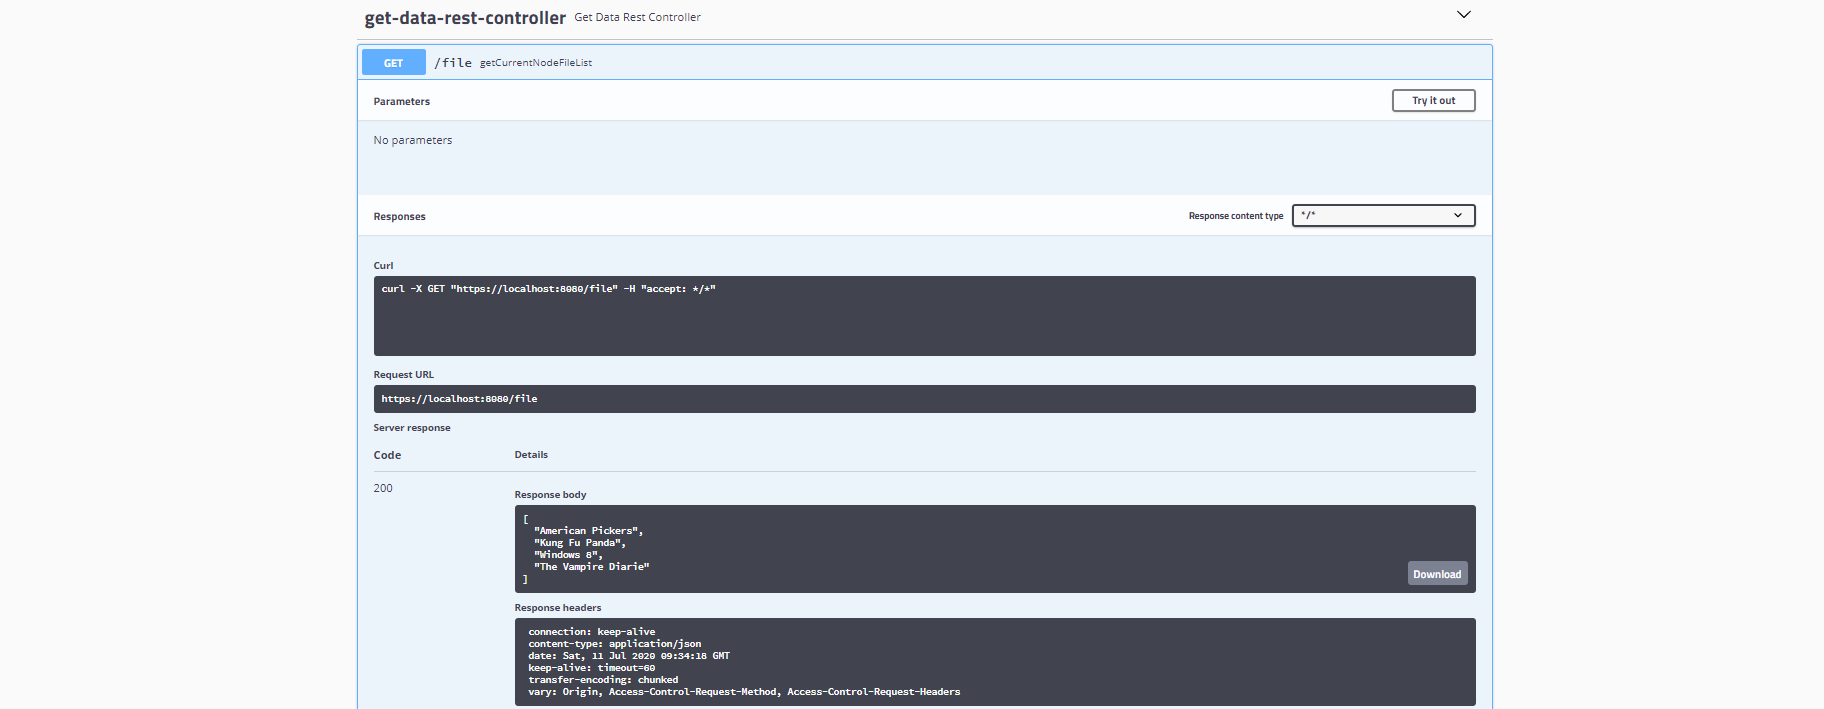 get-data-rest-controller Get Data Rest Controller
GET /file getCurrentNodeFileList
Parameters Try it out
No parameters
Responses Response content type */*
Curl
curl -X GET "https://localhost:8080/file" -H "accept: */*"
Request URL
https://localhost:8080/file
Server response
Code Details
200
Response body
[
"American Pickers",
"Kung Fu Panda",
"Windows 8",
"The Vampire Diarie"
]
Download
Response headers
connection: keep-alive
content-type: application/json
date: Sat, 11 Jul 2020 09:34:18 GMT
keep-alive: timeout=60
transfer-encoding: chunked
vary: Origin, Access-Control-Request-Method, Access-Control-Request-Headers